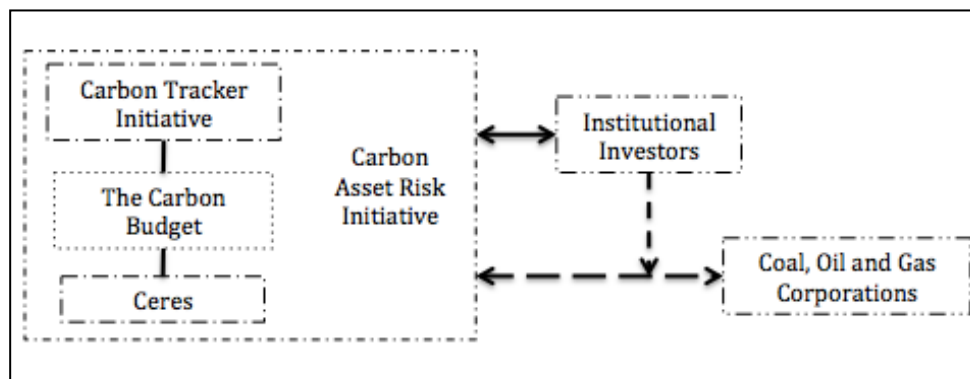 Carbon Tracker
Initiative
The Carbon
Budget
Ceres
Carbon
Asset Risk
Initiative
Institutional
Investors
Coal, Oil and Gas
Corporations